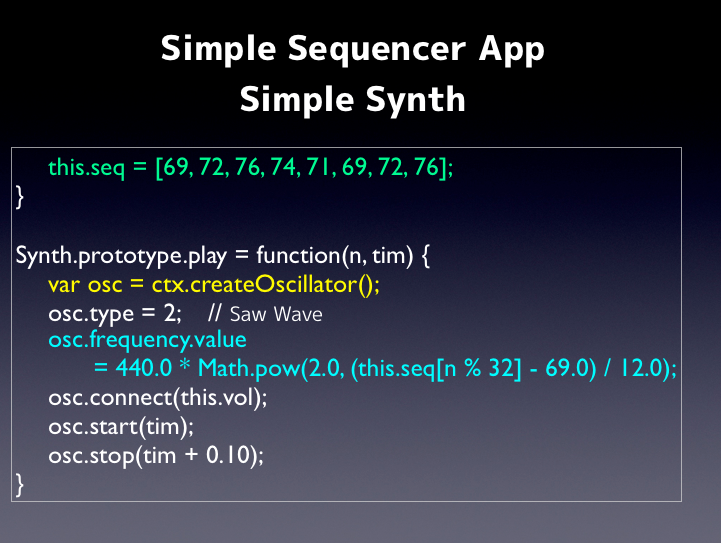 Simple Sequencer App
Simple Synth
this.seq = [69, 72, 76, 74, 71, 69, 72, 76];
}
Synth.prototype.play = function(n, tim) {
var osc = ctx.createOscillator();
osc.type = 2; // Saw Wave
osc.frequency.value
= 440.0 * Math.pow(2.0, (this.seq[n % 32] - 69.0) / 12.0);
osc.connect(this.vol);
osc.start(tim);
osc.stop(tim + 0.10);
}